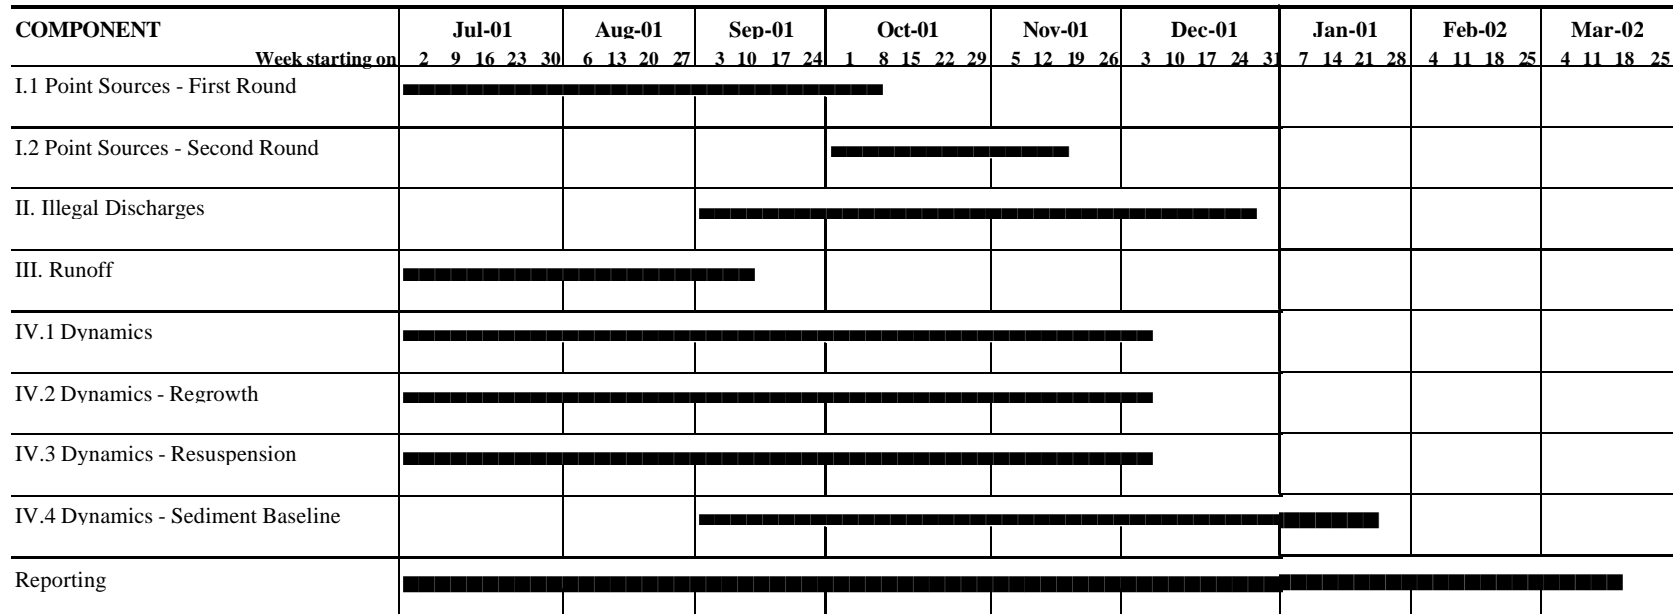 COMPONENT Jul-01 Aug-01 Sep-01 Oct-01 Nov-01 Dec-01 Jan-01 Feb-02 Mar-02
Week starting on 2 9 16 23 30 6 13 20 27 3 10 17 24 1 8 15 22 29 5 12 19 26 3 10 17 24 31 7 14 21 28 4 11 18 25 4 11 18 25
I.1 Point Sources - First Round
I.2 Point Sources - Second Round
II. Illegal Discharges
III. Runoff
IV.1 Dynamics
IV.2 Dynamics - Regrowth
IV.3 Dynamics - Resuspension
IV.4 Dynamics - Sediment Baseline
Reporting